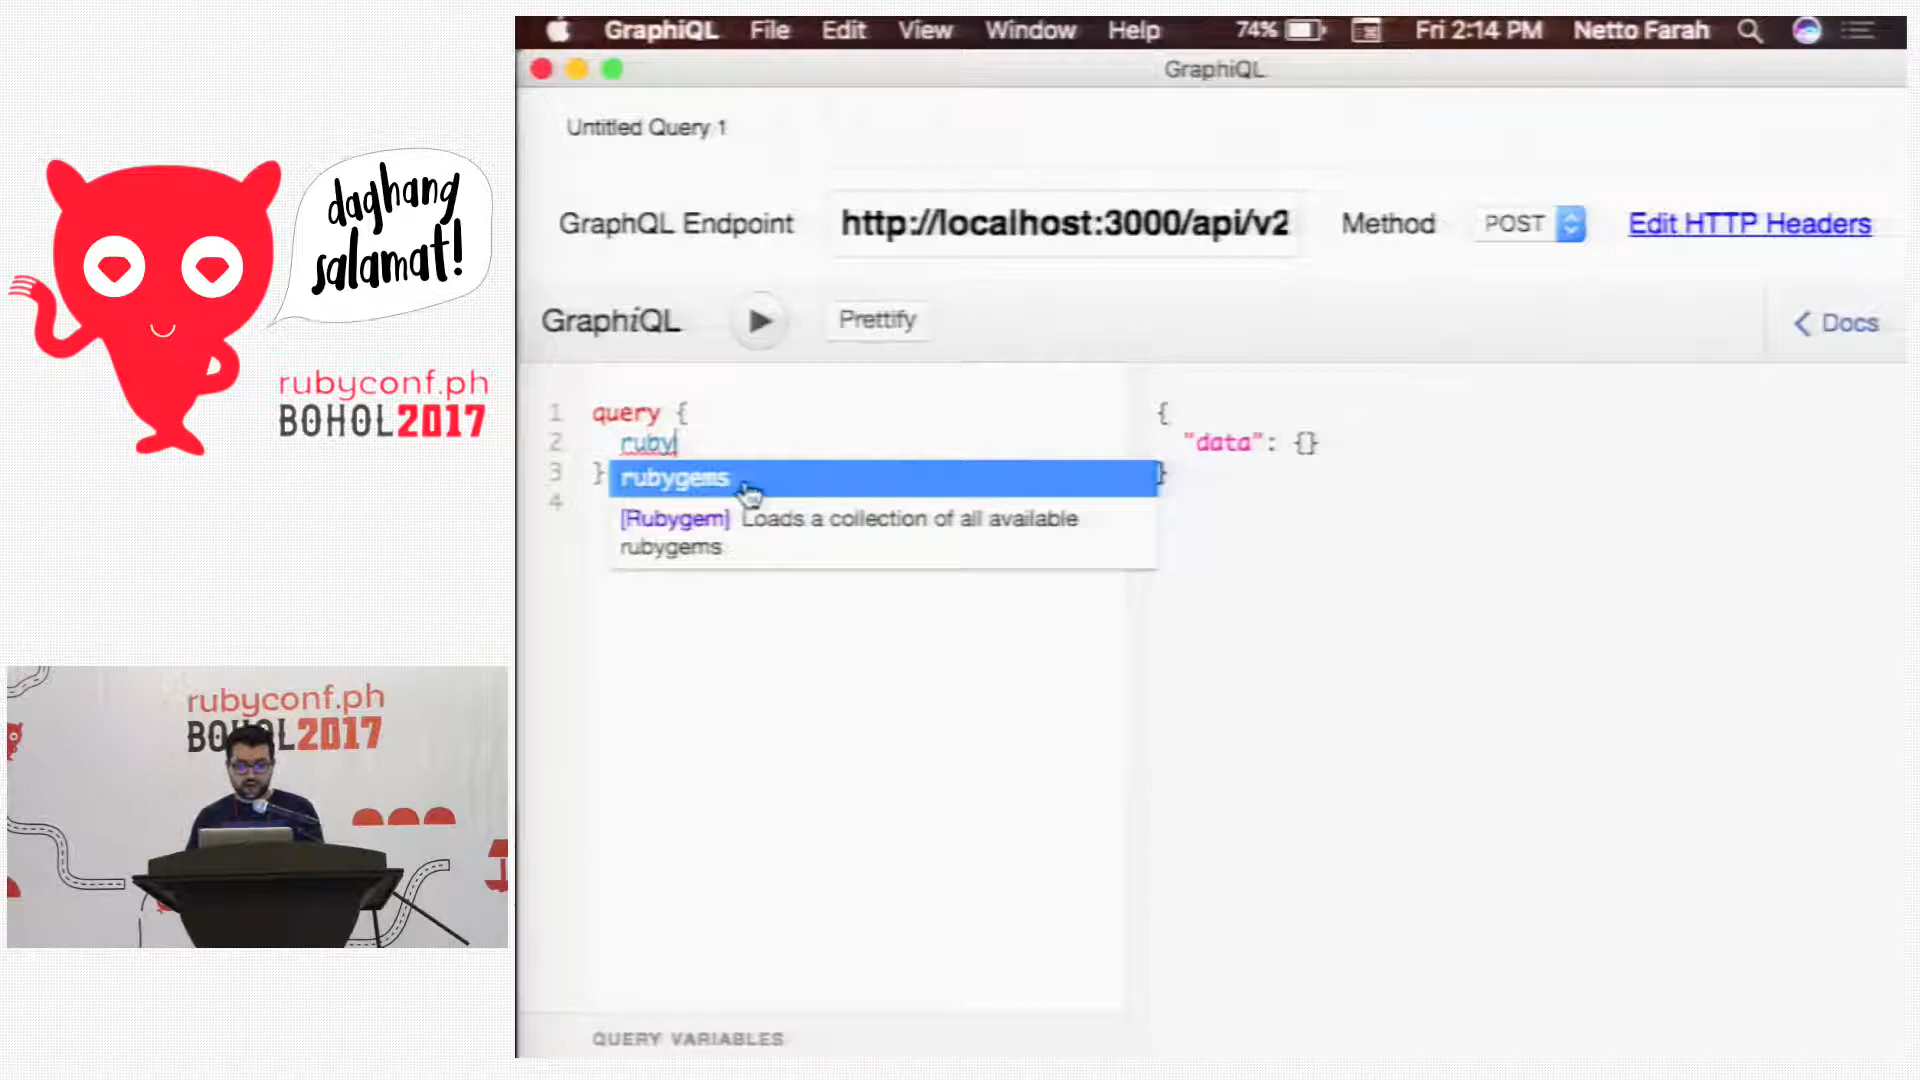 daghang
salamat!
rubyconf.ph
BOHOL2017
rubyconf.ph
BOHOL2017
GraphiQL File Edit View Window Help 74% Fri 2:14 PM Netto Farah
GraphiQL
Untitled Query 1
GraphQL Endpoint http://localhost:3000/api/v2 Method POST Edit HTTP Headers
GraphiQL Prettify Docs
1 query {
2 ruby
3 }
4
rubygems
[Rubygem] Loads a collection of all available
rubygems
{
"data": {}
}
QUERY VARIABLES